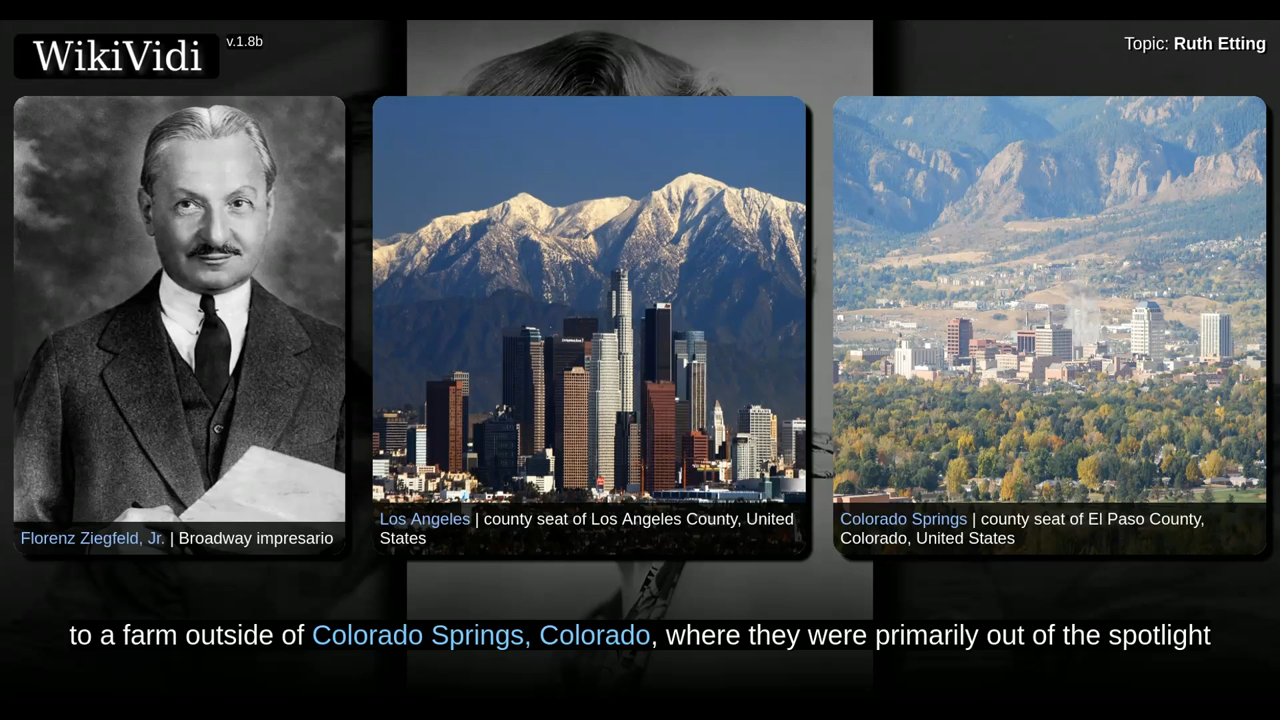 WikiVidi v.1.8b
Topic: Ruth Etting
Florenz Ziegfeld, Jr. | Broadway impresario
Los Angeles | county seat of Los Angeles County, United
States
Colorado Springs | county seat of El Paso County,
Colorado, United States
to a farm outside of Colorado Springs, Colorado, where they were primarily out of the spotlight